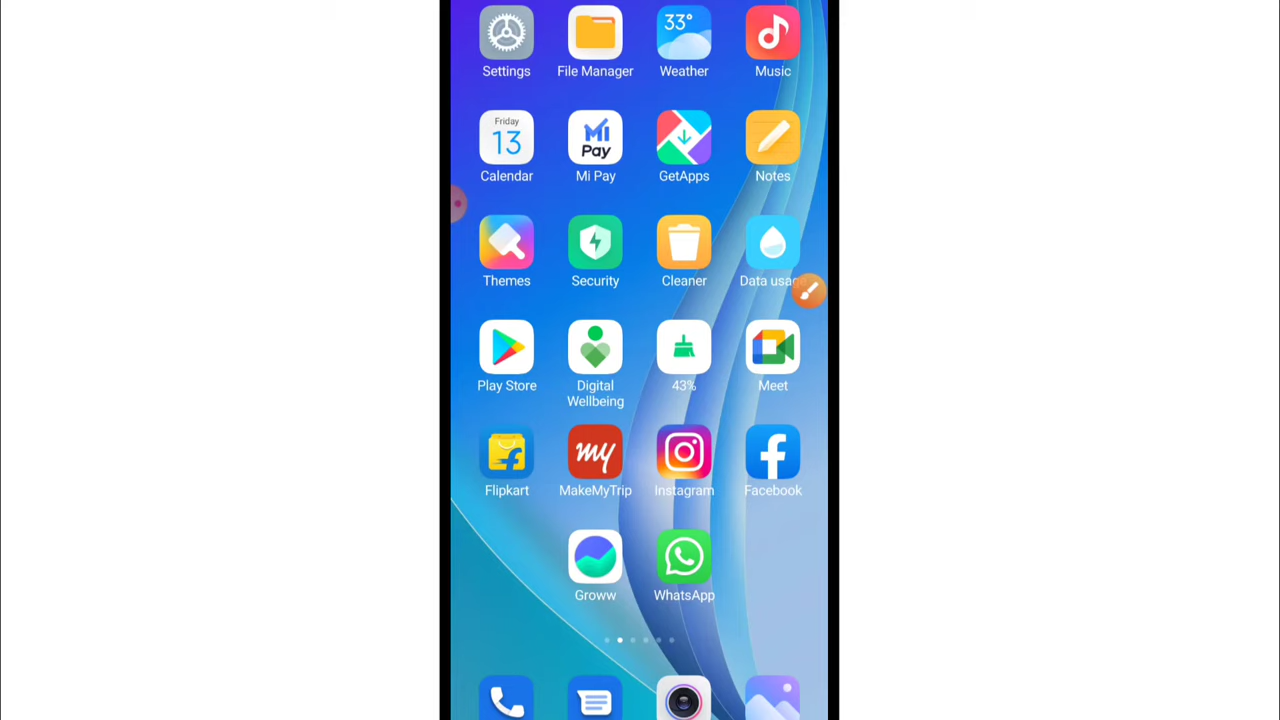 33°
Settings
File Manager
Weather
Music
Friday
13
MI
Pay
Calendar
Mi Pay
GetApps
Notes
Themes
Security
Cleaner
Data usag
Play Store
Digital
Wellbeing
43%
Meet
my
Flipkart
MakeMyTrip
Instagram
Facebook
Groww
WhatsApp